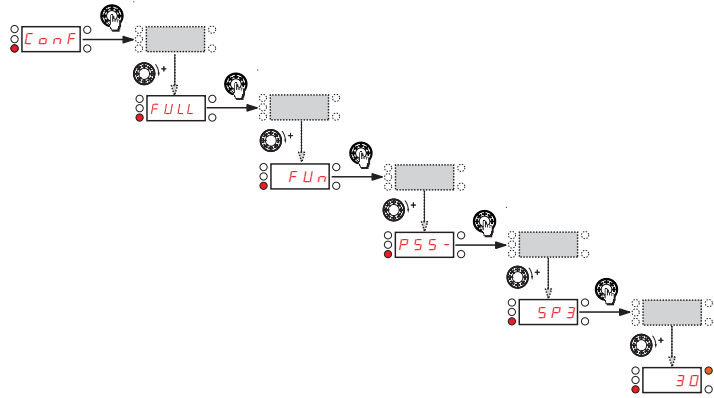 ConF
+
FULL
+
FUn
+
PSS-
+
SP3
+
30